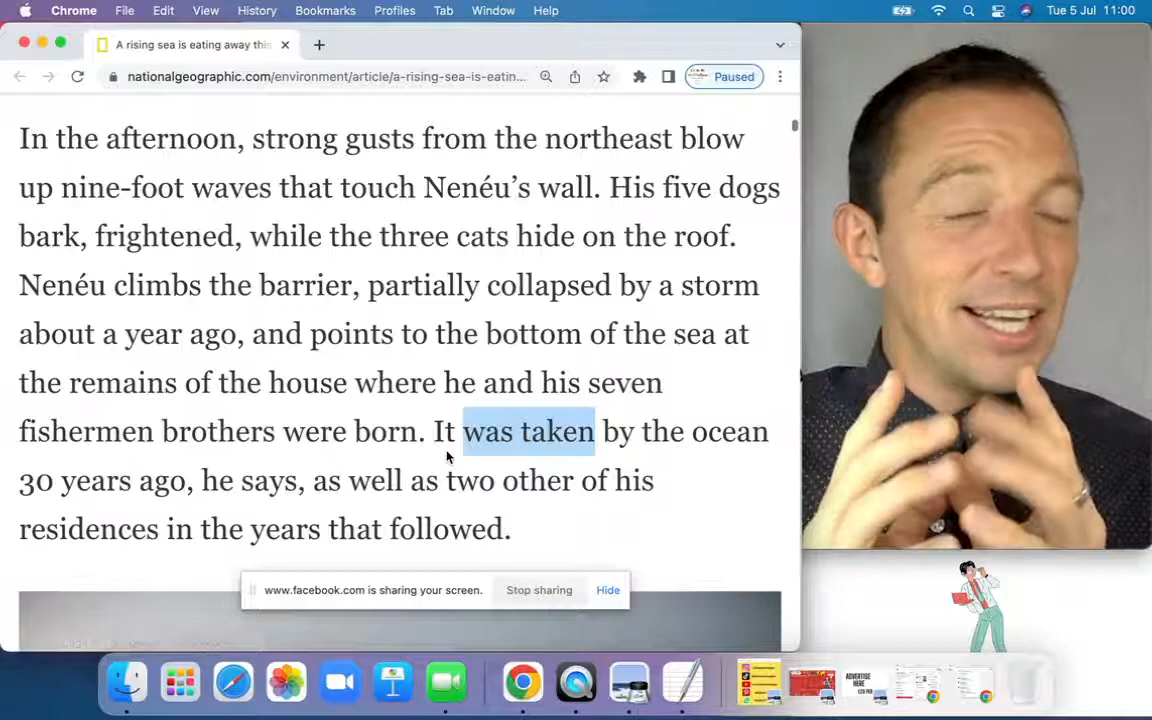 Chrome File Edit View History Bookmarks Profiles Tab Window Help Tue 5 Jul 11:00
A rising sea is eating away this
nationalgeographic.com/environment/article/a-rising-sea-is-eatin... Paused
In the afternoon, strong gusts from the northeast blow
up nine-foot waves that touch Nenéu’s wall. His five dogs
bark, frightened, while the three cats hide on the roof.
Nenéu climbs the barrier, partially collapsed by a storm
about a year ago, and points to the bottom of the sea at
the remains of the house where he and his seven
fishermen brothers were born. It was taken by the ocean
30 years ago, he says, as well as two other of his
residences in the years that followed.
www.facebook.com is sharing your screen. Stop sharing Hide
ADVERTISE
HERE